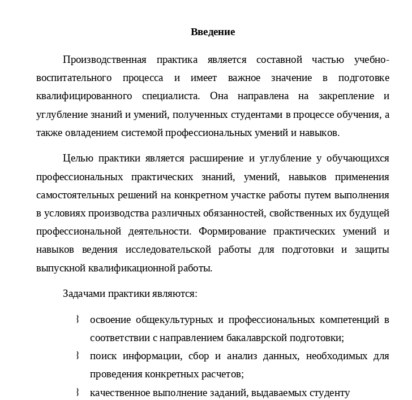 Введение
Производственная практика является составной частью учебно-
воспитательного процесса и имеет важное значение в подготовке
квалифицированного специалиста. Она направлена на закрепление и
углубление знаний и умений, полученных студентами в процессе обучения, а
также овладением системой профессиональных умений и навыков.
Целью практики является расширение и углубление у обучающихся
профессиональных практических знаний, умений, навыков применения
самостоятельных решений на конкретном участке работы путем выполнения
в условиях производства различных обязанностей, свойственных их будущей
профессиональной деятельности. Формирование практических умений и
навыков ведения исследовательской работы для подготовки и защиты
выпускной квалификационной работы.
Задачами практики являются:
освоение общекультурных и профессиональных компетенций в
соответствии с направлением бакалаврской подготовки;
поиск информации, сбор и анализ данных, необходимых для
проведения конкретных расчетов;
качественное выполнение заданий, выдаваемых студенту